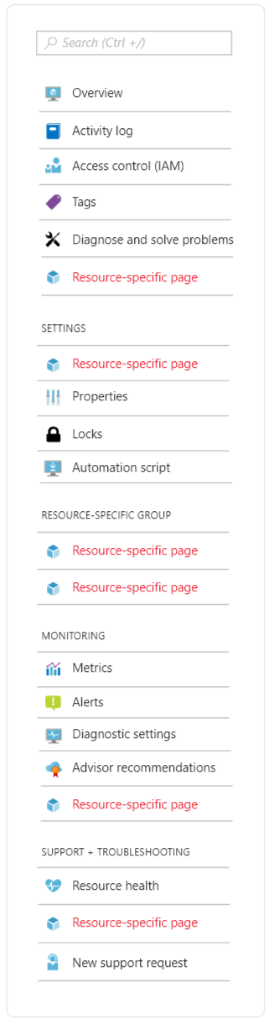 Search (Ctrl +/)
Overview
Activity log
Access control (IAM)
Tags
Diagnose and solve problems
Resource-specific page
SETTINGS
Resource-specific page
Properties
Locks
Automation script
RESOURCE-SPECIFIC GROUP
Resource-specific page
Resource-specific page
MONITORING
Metrics
Alerts
Diagnostic settings
Advisor recommendations
Resource-specific page
SUPPORT + TROUBLESHOOTING
Resource health
Resource-specific page
New support request